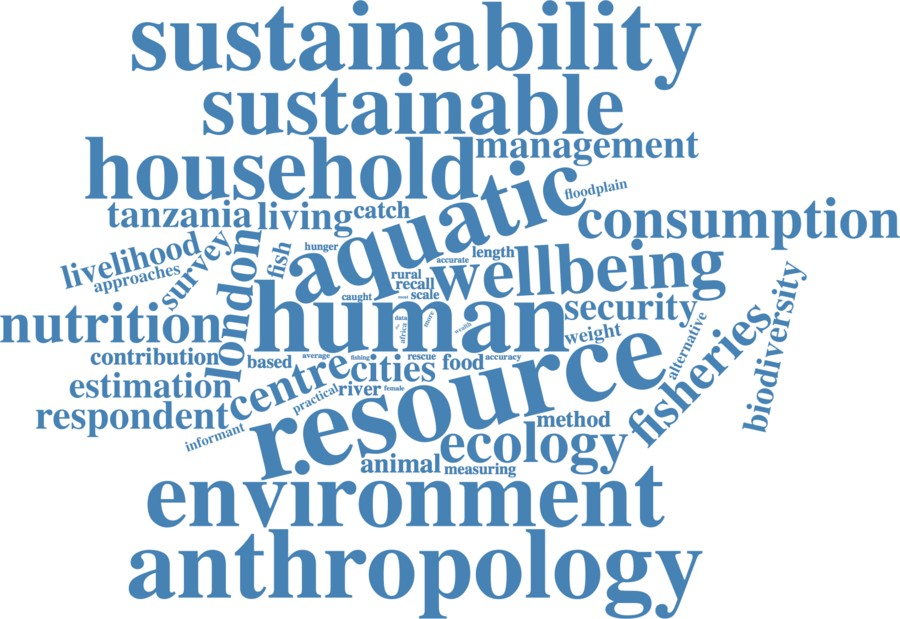 sustainability
sustainable
household
management
aquatic
floodplain
tanzania
living
catch
consumption
livelihood
approaches
survey
london
fish
hunger
accurate
length
wellbeing
rural
recall
scale
caught
human
security
nutrition
data
africa
more
wealth
weight
alternative
fisheries
biodiversity
contribution
based
average
fishing
rescue
food
accuracy
centre
cities
estimation
practical
river
female
resource
respondent
informant
method
ecology
animal
measuring
environment
anthropology